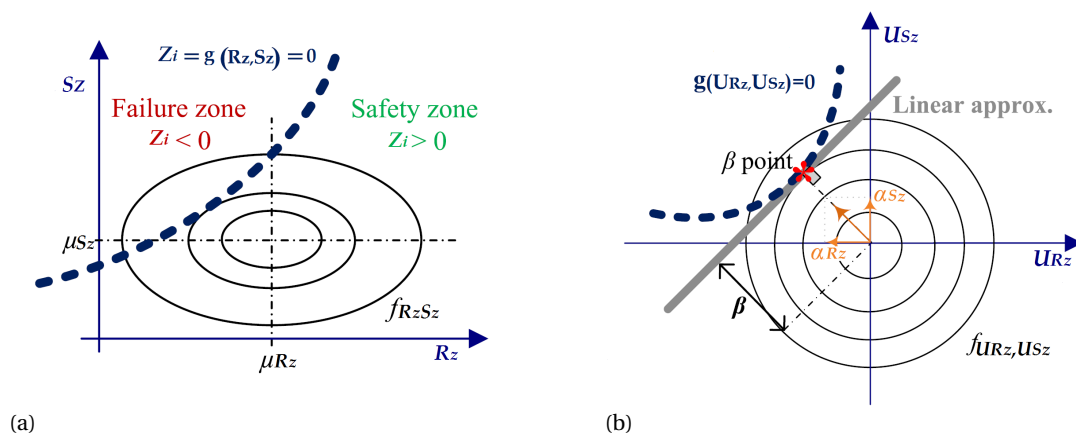 Zi = g (Rz,Sz) = 0
Sz
Failure zone
Zi < 0
Safety zone
Zi > 0
μSz
fRzSz
μRz
Rz
(a)
uSz
g(URz,USz)=0
Linear approx.
β point
αSz
αRz
uRz
β
fuRz,uSz
(b)